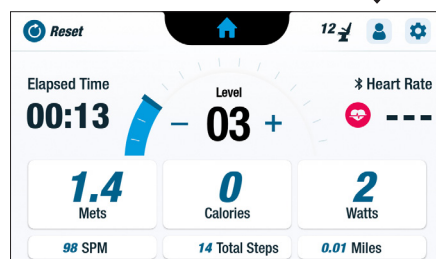 Reset
12
Elapsed Time
00:13
Level
03
Heart Rate
---
1.4
Mets
0
Calories
2
Watts
98 SPM
14 Total Steps
0.01 Miles